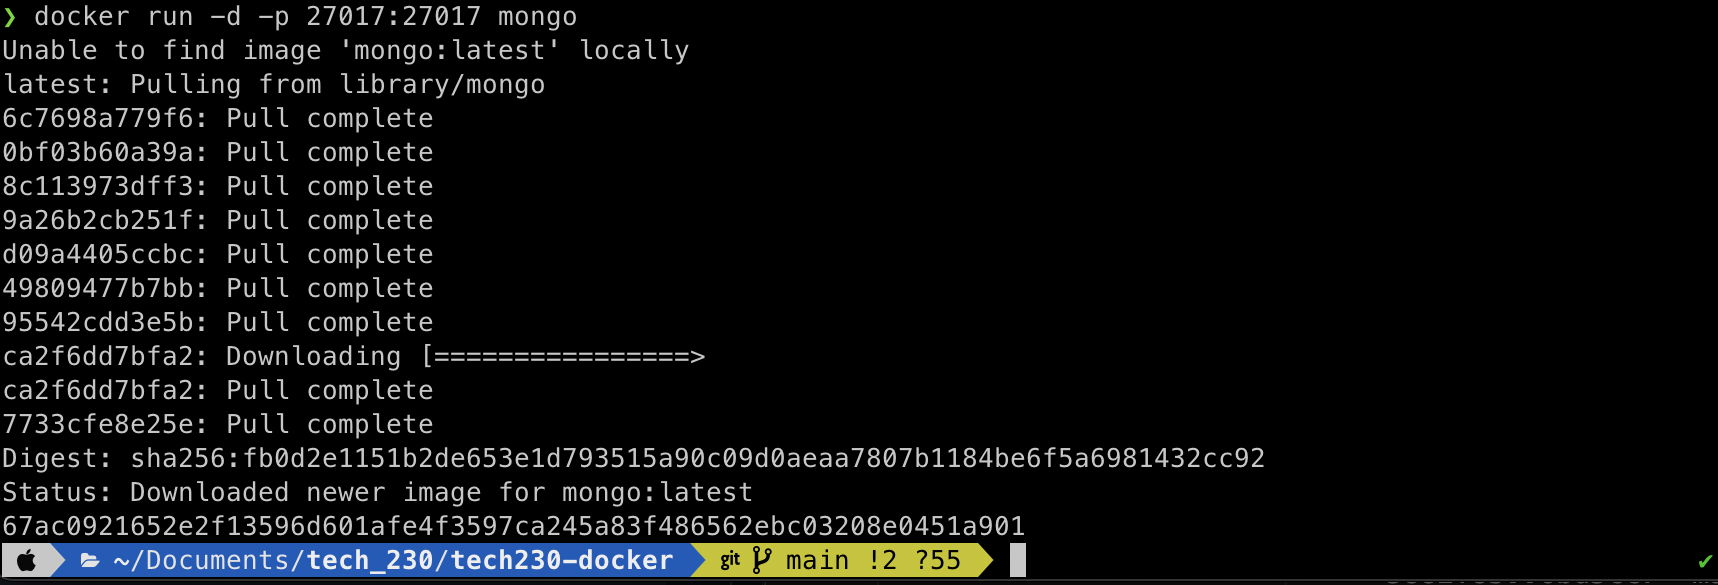 ❯ docker run -d -p 27017:27017 mongo
Unable to find image 'mongo:latest' locally
latest: Pulling from library/mongo
6c7698a779f6: Pull complete
0bf03b60a39a: Pull complete
8c113973dff3: Pull complete
9a26b2cb251f: Pull complete
d09a4405ccbc: Pull complete
49809477b7bb: Pull complete
95542cdd3e5b: Pull complete
ca2f6dd7bfa2: Downloading [================>
ca2f6dd7bfa2: Pull complete
7733cfe8e25e: Pull complete
Digest: sha256:fb0d2e1151b2de653e1d793515a90c09d0aeaa7807b1184be6f5a6981432cc92
Status: Downloaded newer image for mongo:latest
67ac0921652e2f13596d601afe4f3597ca245a83f486562ebc03208e0451a901
~/Documents/tech_230/tech230-docker git main !2 ?55 ✔